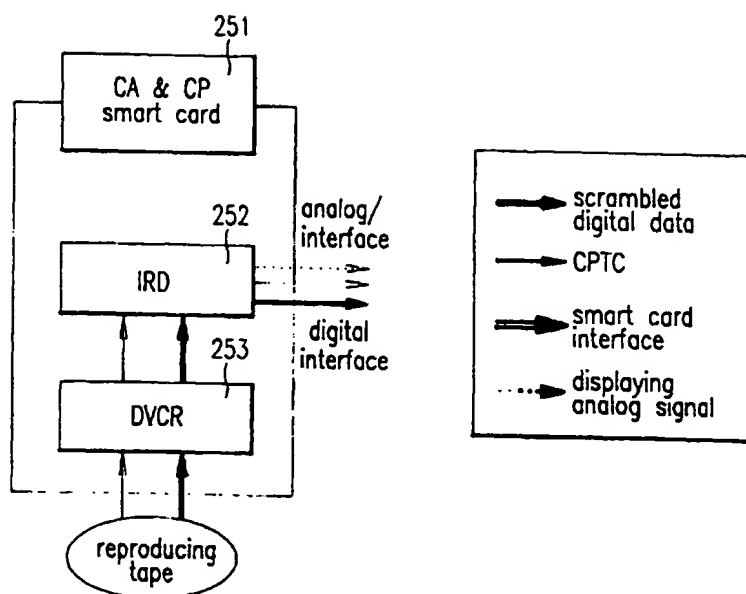 251
CA & CP
smart card
252
analog/
interface
IRD
digital
interface
253
DVCR
reproducing
tape
scrambled
digital data
CPTC
smart card
interface
displaying
analog signal